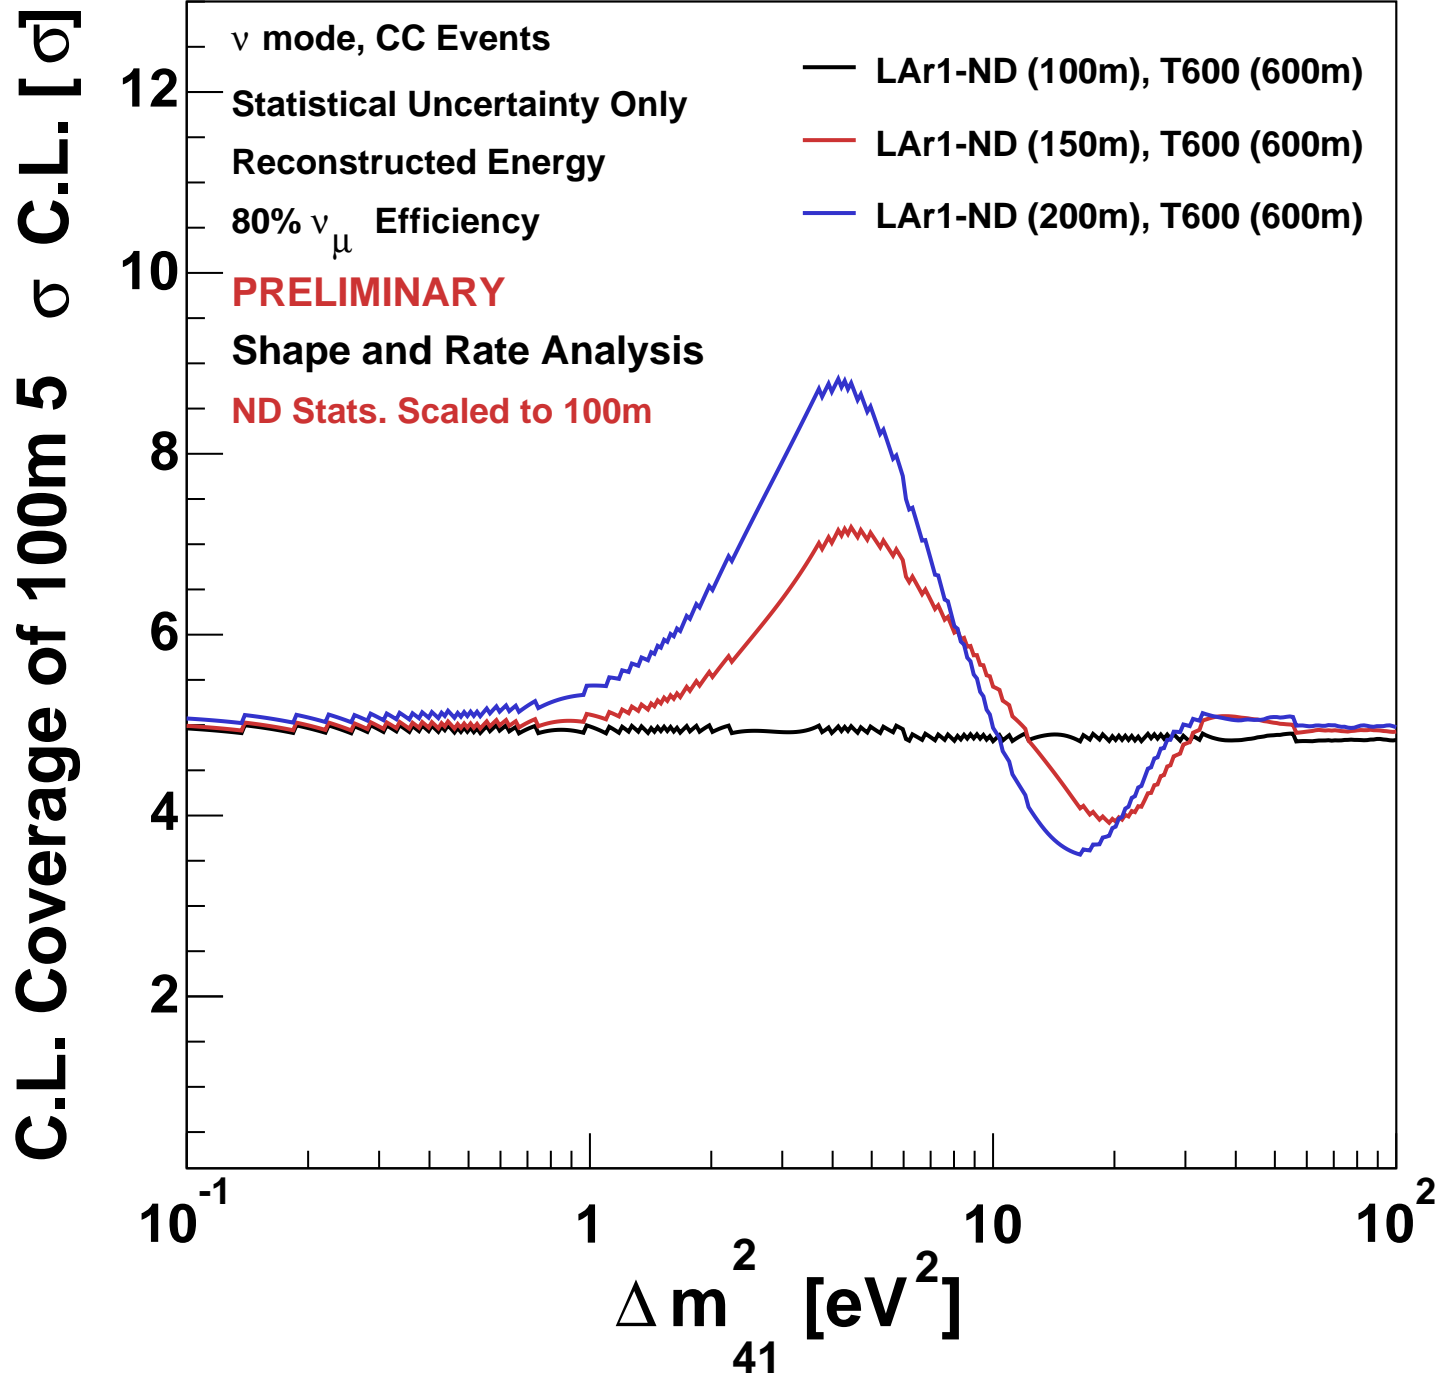 C.L. Coverage of 100m 5 σ C.L. [σ]
ν mode, CC Events
Statistical Uncertainty Only
Reconstructed Energy
80% ν_μ Efficiency
PRELIMINARY
Shape and Rate Analysis
ND Stats. Scaled to 100m
LAr1-ND (100m), T600 (600m)
LAr1-ND (150m), T600 (600m)
LAr1-ND (200m), T600 (600m)
12
10
8
6
4
2
10^-1 1 10 10^2
Δm^2_41 [eV^2]